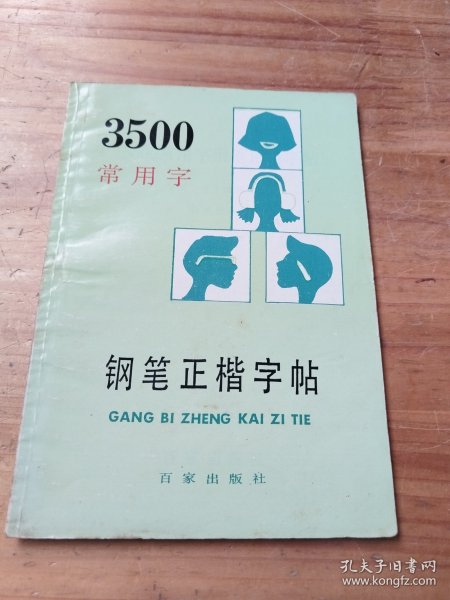 3500
常用字
钢笔正楷字帖
GANG BI ZHENG KAI ZI TIE
百家出版社
孔夫子旧书网
www.kongfz.com